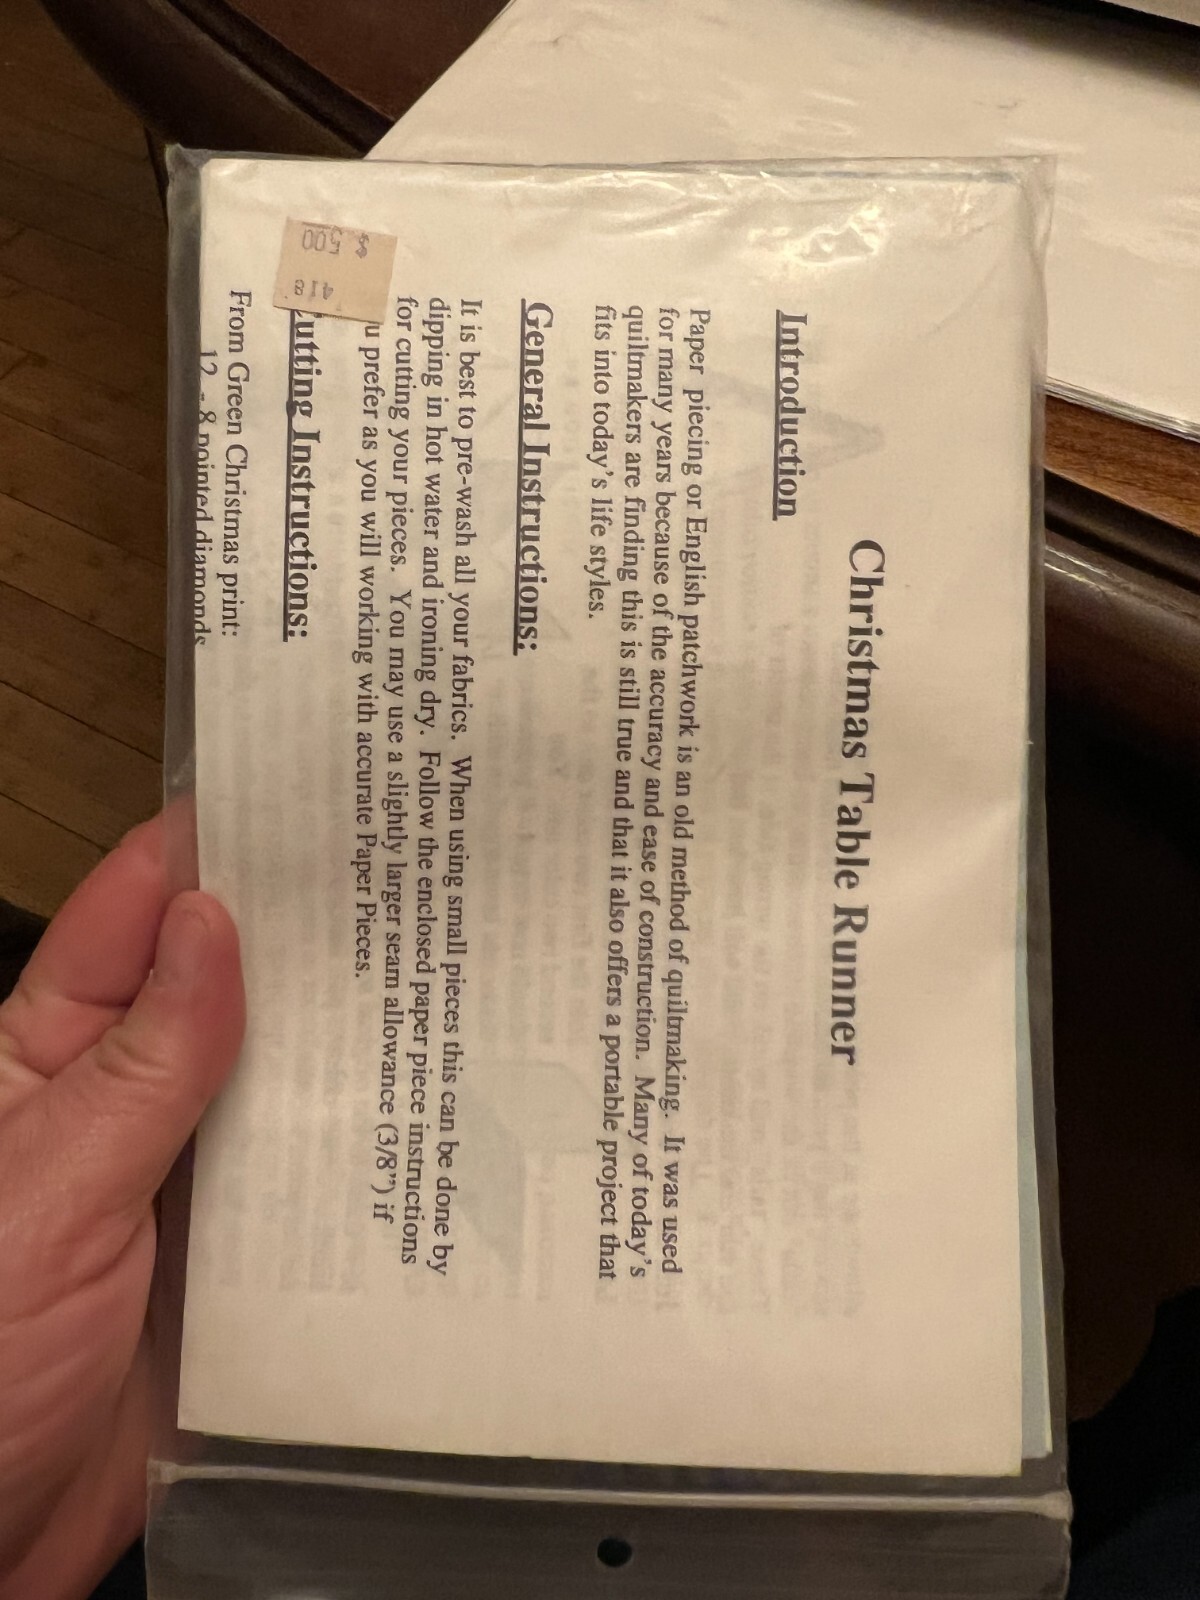 Christmas Table Runner
Introduction
Paper piecing or English patchwork is an old method of quiltmaking. It was used
for many years because of the accuracy and ease of construction. Many of today's
quiltmakers are finding this is still true and that it also offers a portable project that
fits into today's life styles.
General Instructions:
It is best to pre-wash all your fabrics. When using small pieces this can be done by
dipping in hot water and ironing dry. Follow the enclosed paper piece instructions
for cutting your pieces. You may use a slightly larger seam allowance (3/8") if
u prefer as you will working with accurate Paper Pieces.
utting Instructions:
From Green Christmas print:
12 - 8 pointed diamonds
500